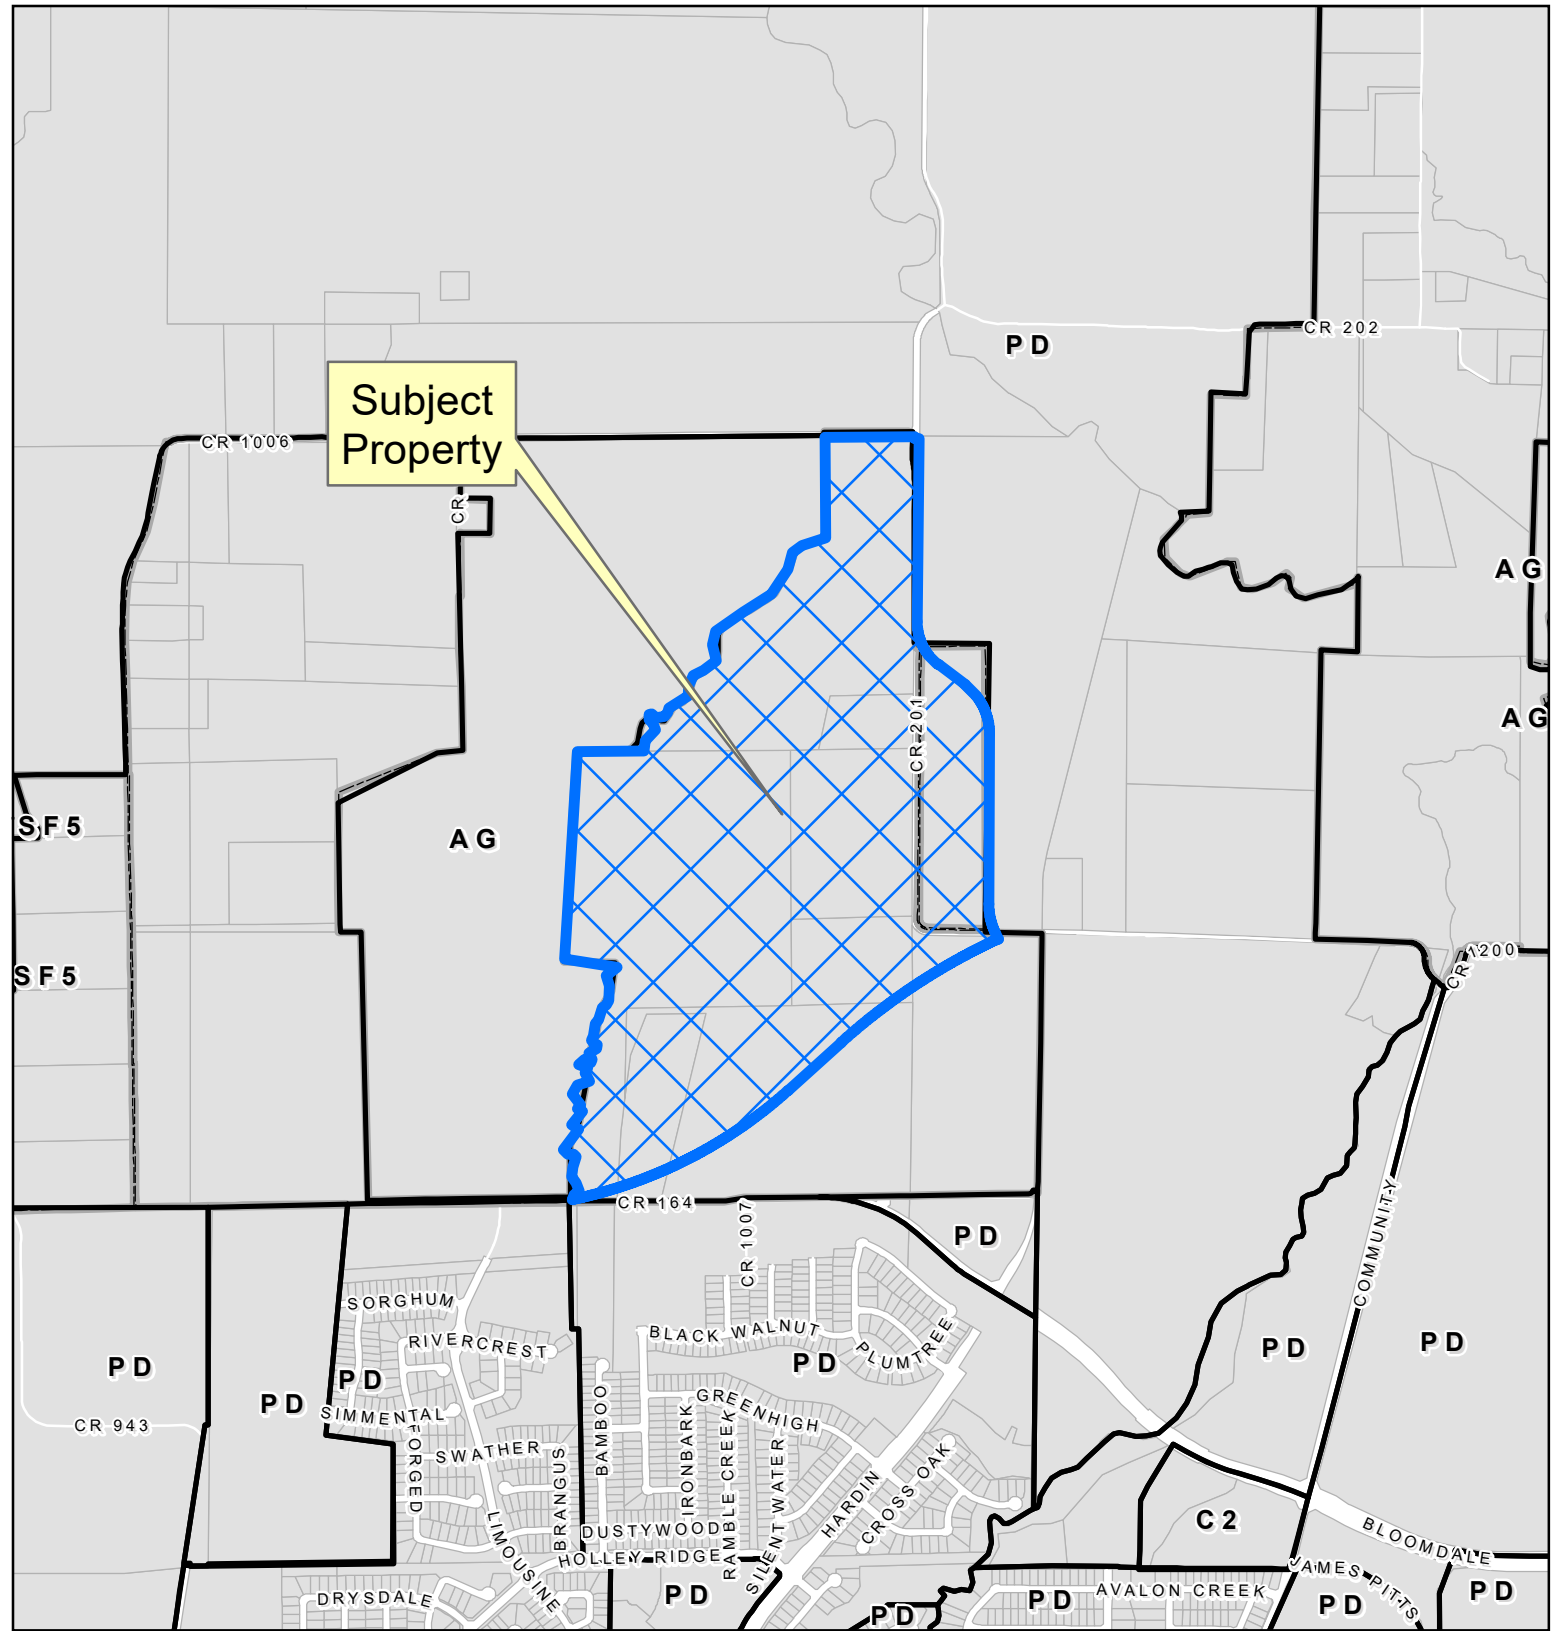 PD
CR 202
Subject
Property
CR 1006
CR
AG
AG
CR 201
SF5
AG
SF5
CR 1200
CR 164
CR 1007
PD
COMMUNITY
SORGHUM
RIVERCREST
BLACK WALNUT
PLUMTREE
PD
PD
PD
PD
PD
PD
SIMMENTAL
CR 943
GREENHIGH
BAMBOO
IRONBARK
RAMBLE CREEK
SILENT WATER
FORGED
SWATHER
BRANGUS
LIMOUSINE
HARDIN
CROSS OAK
C2
DUSTYWOOD
HOLLEY RIDGE
BLOOMDALE
JAMES PITTS
DRYSDALE
PD
PD
PD
AVALON CREEK
PD
PD